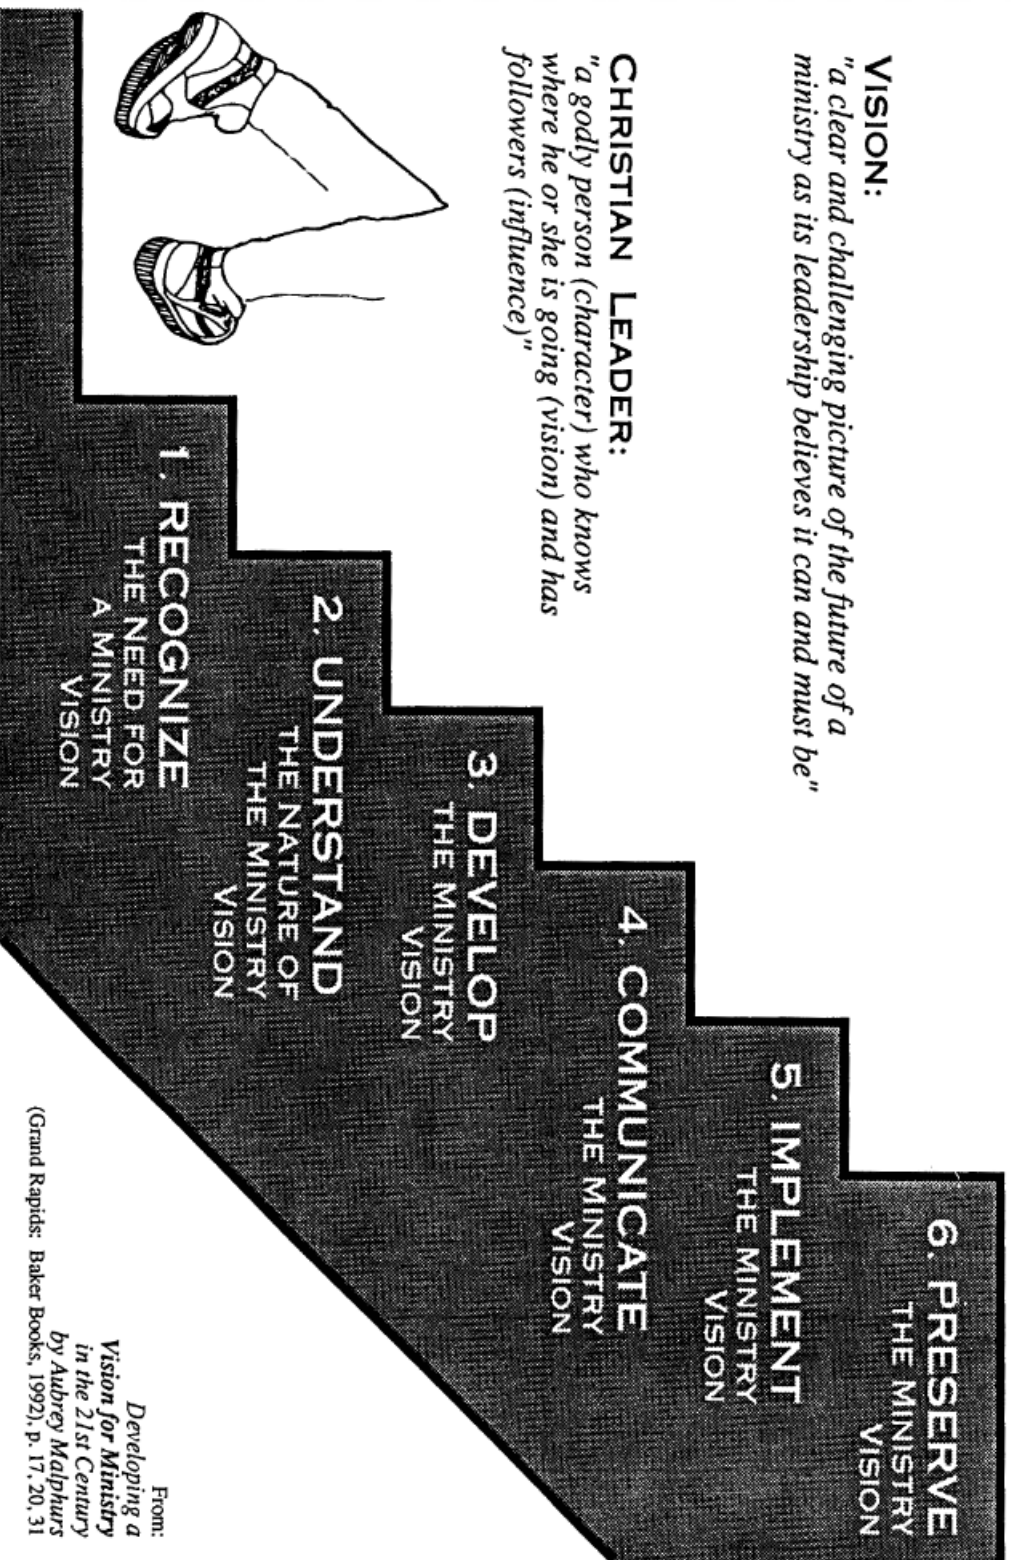 VISION:
"a clear and challenging picture of the future of a
ministry as its leadership believes it can and must be"
CHRISTIAN LEADER:
"a godly person (character) who knows
where he or she is going (vision) and has
followers (influence)"
6. PRESERVE
THE MINISTRY
VISION
5. IMPLEMENT
THE MINISTRY
VISION
4. COMMUNICATE
THE MINISTRY
VISION
3. DEVELOP
THE MINISTRY
VISION
2. UNDERSTAND
THE NATURE OF
THE MINISTRY
VISION
1. RECOGNIZE
THE NEED FOR
A MINISTRY
VISION
From:
Developing a
Vision for Ministry
in the 21st Century
by Aubrey Malphurs
(Grand Rapids: Baker Books, 1992), p. 17, 20, 31